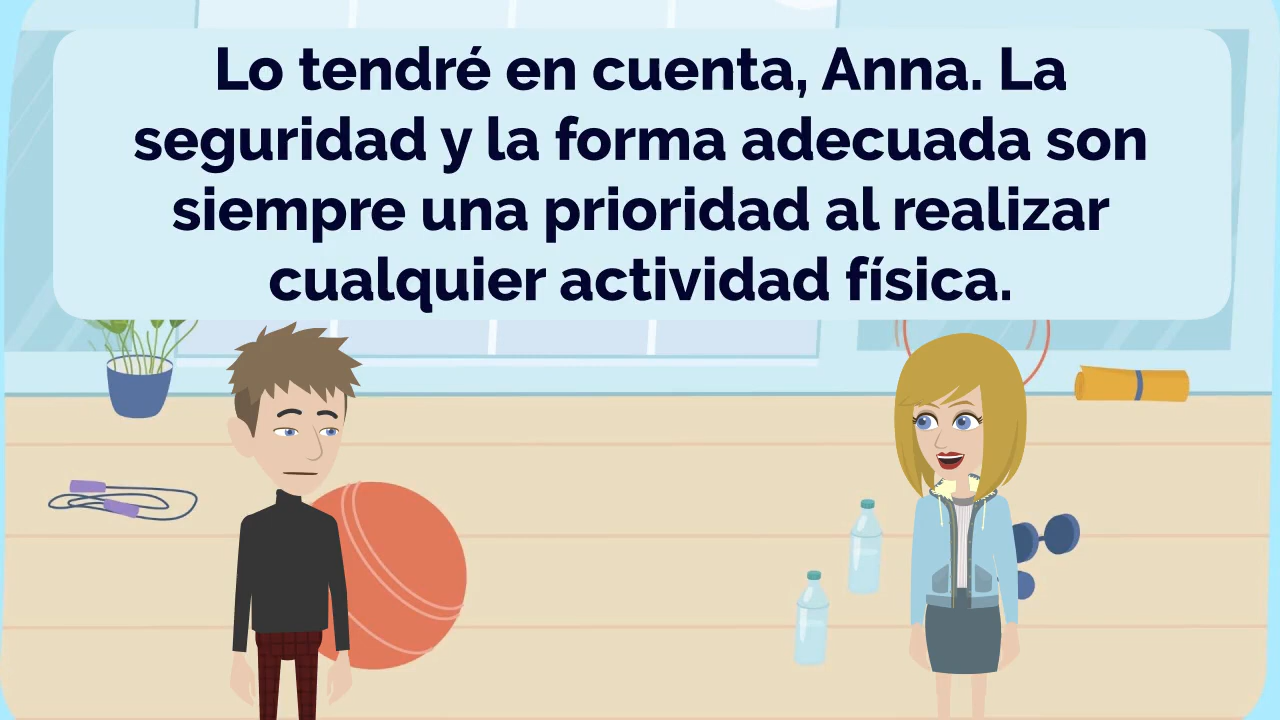 Lo tendré en cuenta, Anna. La
seguridad y la forma adecuada son
siempre una prioridad al realizar
cualquier actividad física.